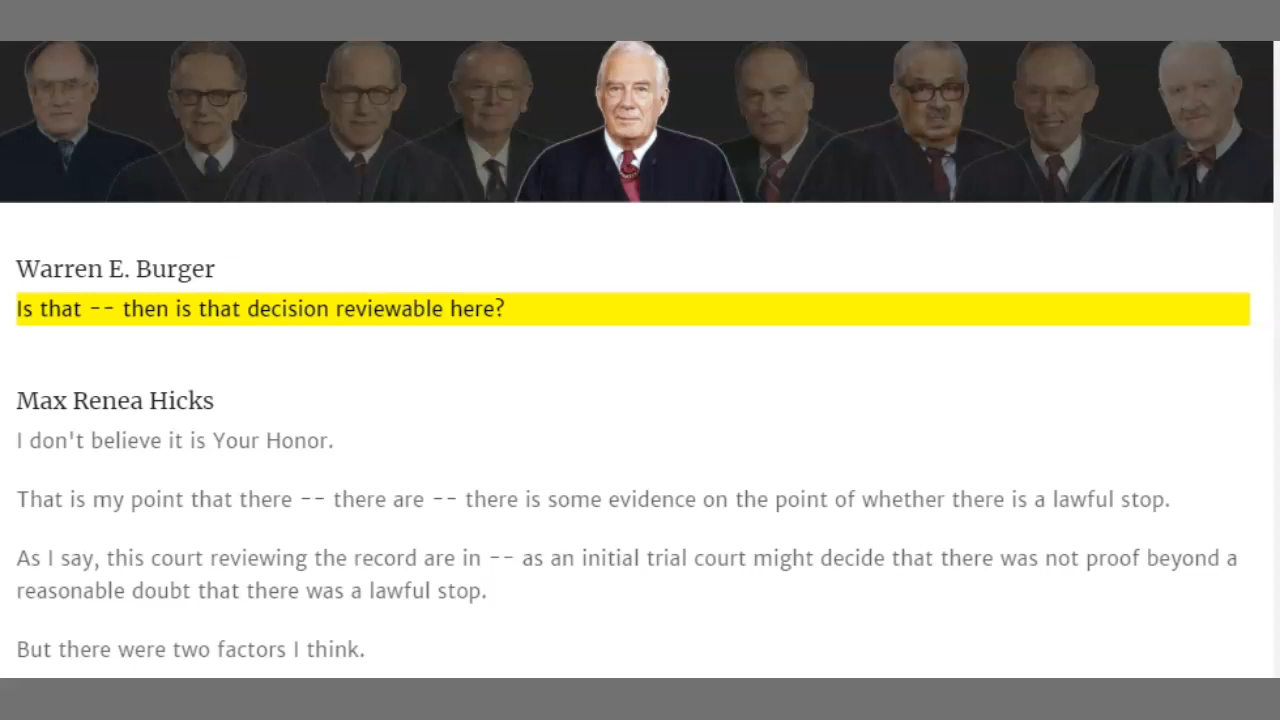 Warren E. Burger
Is that -- then is that decision reviewable here?
Max Renea Hicks
I don't believe it is Your Honor.
That is my point that there -- there are -- there is some evidence on the point of whether there is a lawful stop.
As I say, this court reviewing the record are in -- as an initial trial court might decide that there was not proof beyond a
reasonable doubt that there was a lawful stop.
But there were two factors I think.